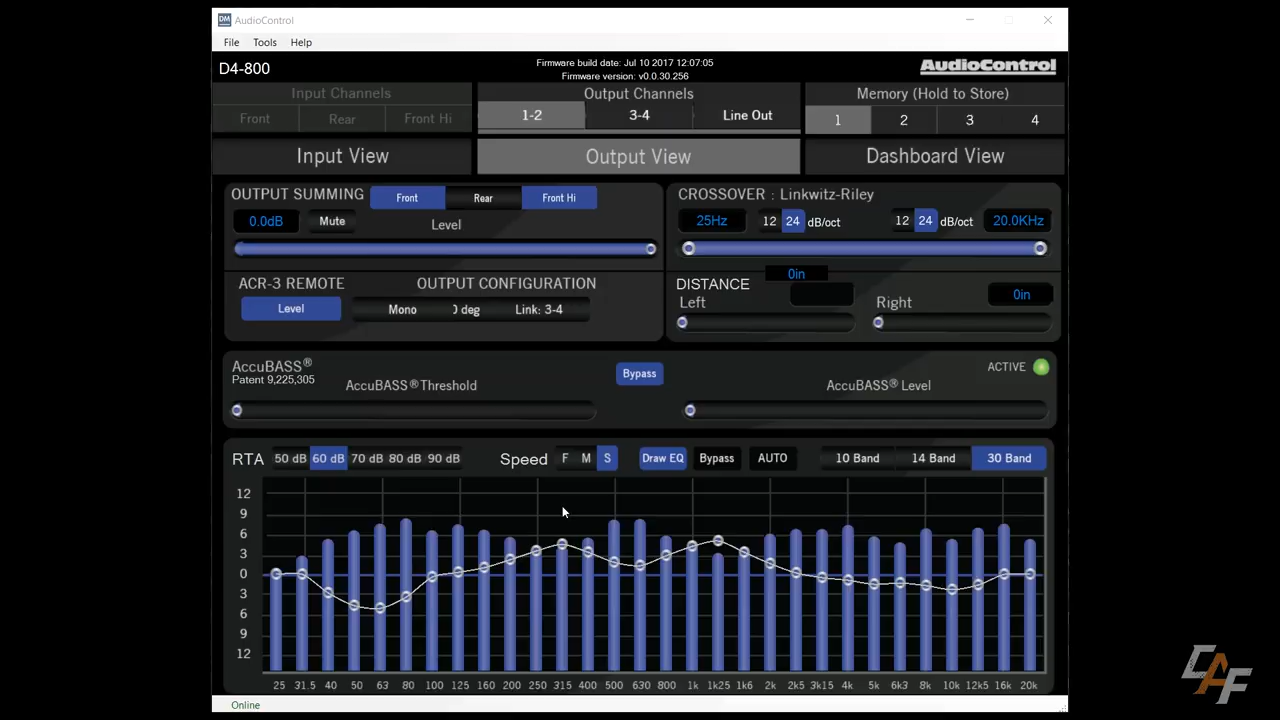 DM AudioControl
File Tools Help
D4-800
Firmware build date: Jul 10 2017 12:07:05
Firmware version: v0.0.30.256
AudioControl
Input Channels
Output Channels
Memory (Hold to Store)
Front Rear Front Hi
1-2 3-4 Line Out
1 2 3 4
Input View
Output View
Dashboard View
OUTPUT SUMMING Front Rear Front Hi
0.0dB Mute Level
CROSSOVER : Linkwitz-Riley
25Hz 12 24 dB/oct 12 24 dB/oct 20.0KHz
ACR-3 REMOTE OUTPUT CONFIGURATION
Level Mono 0 deg Link: 3-4
DISTANCE 0in
Left Right 0in
AccuBASS®
Patent 9,225,305
AccuBASS® Threshold
Bypass
AccuBASS® Level
ACTIVE
RTA 50 dB 60 dB 70 dB 80 dB 90 dB Speed F M S Draw EQ Bypass AUTO 10 Band 14 Band 30 Band
12
9
6
3
0
3
6
9
12
25 31.5 40 50 63 80 100 125 160 200 250 315 400 500 630 800 1k 1k25 1k6 2k 2k5 3k15 4k 5k 6k3 8k 10k 12k5 16k 20k
Online
CAF